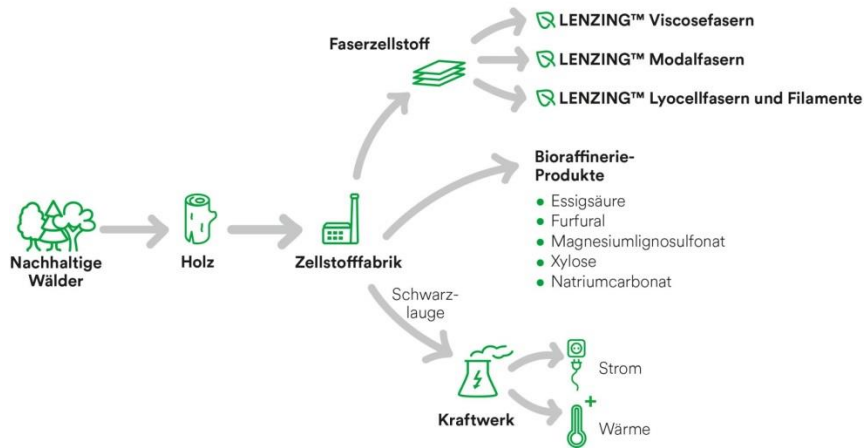 Faserzellstoff
LENZING™ Viscosefasern
LENZING™ Modalfasern
LENZING™ Lyocellfasern und Filamente
Bioraffinerie-
Produkte
• Essigsäure
• Furfural
• Magnesiumlignosulfonat
• Xylose
• Natriumcarbonat
Nachhaltige
Wälder
Holz
Zellstofffabrik
Schwarz-
lauge
Kraftwerk
Strom
+
Wärme